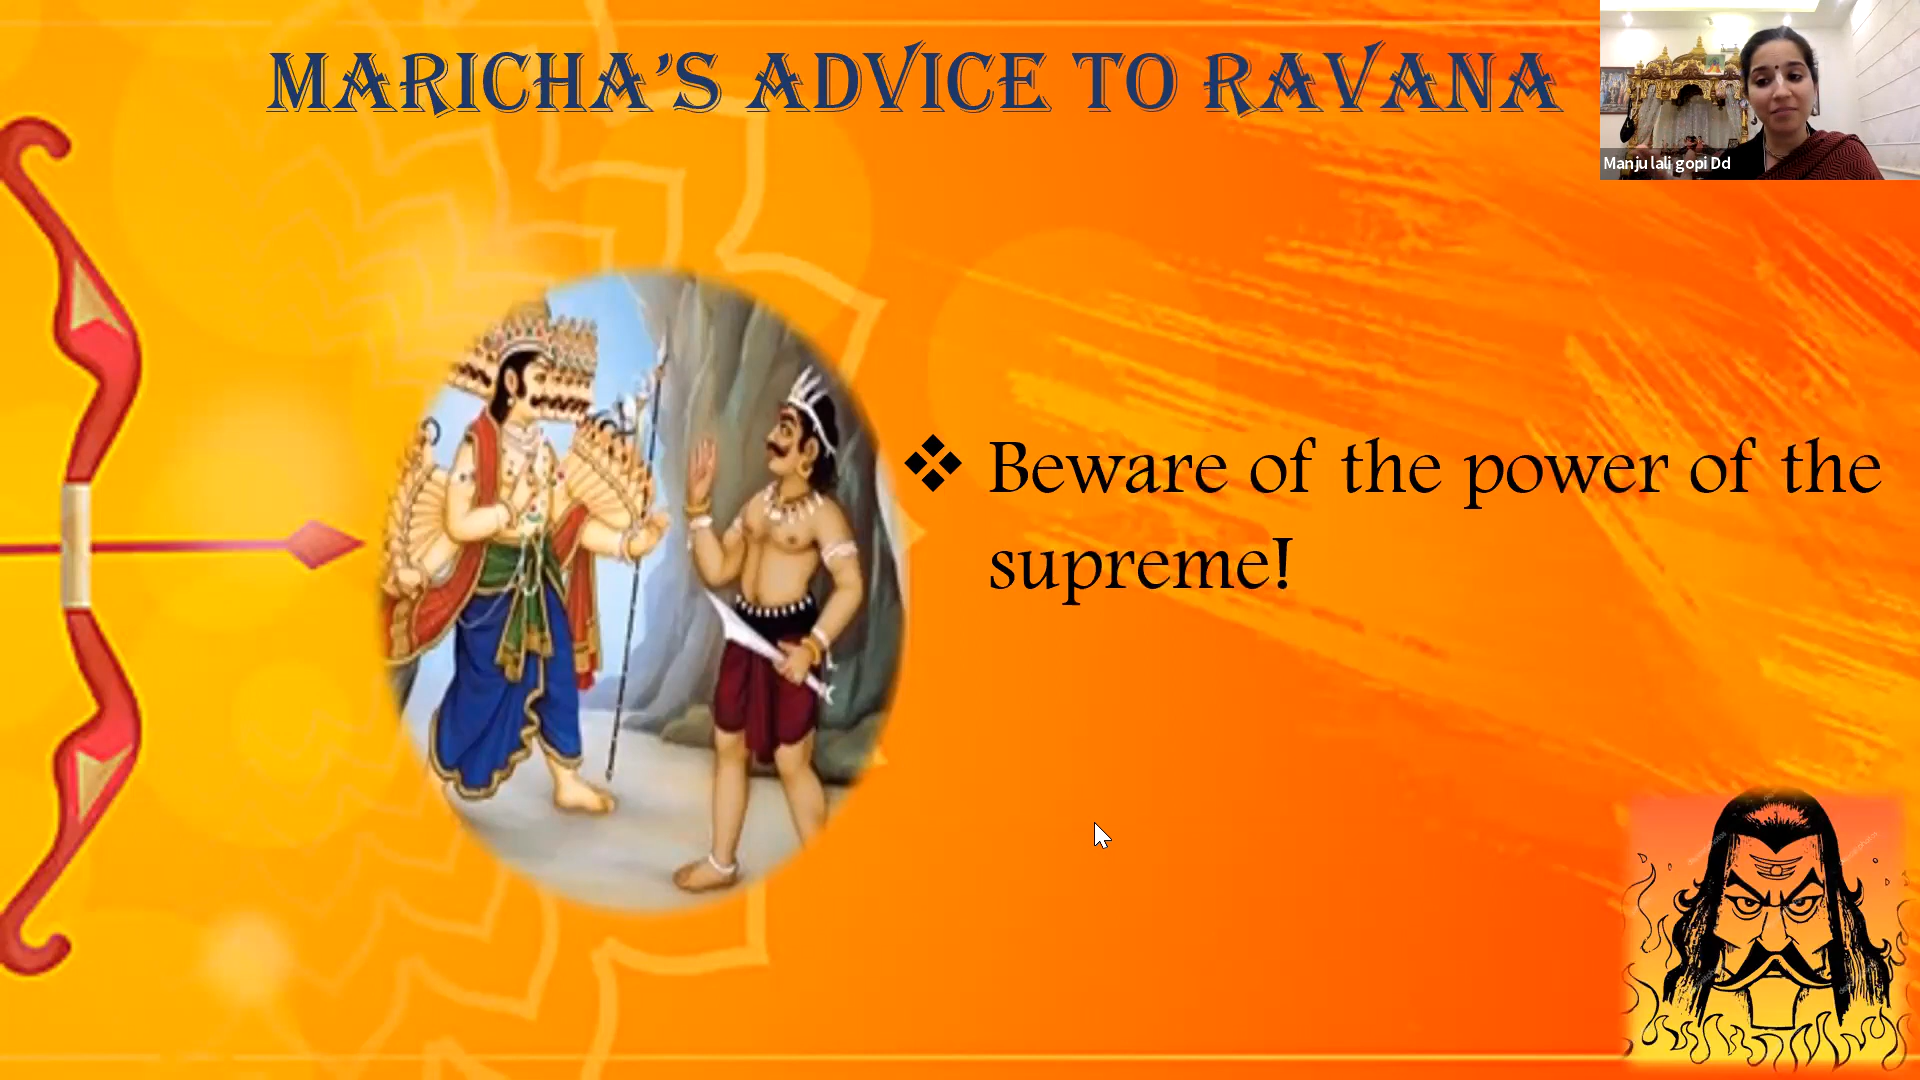 MARICHA'S ADVICE TO RAVANA
Manju lali gopi Dd
❖ Beware of the power of the
supreme!